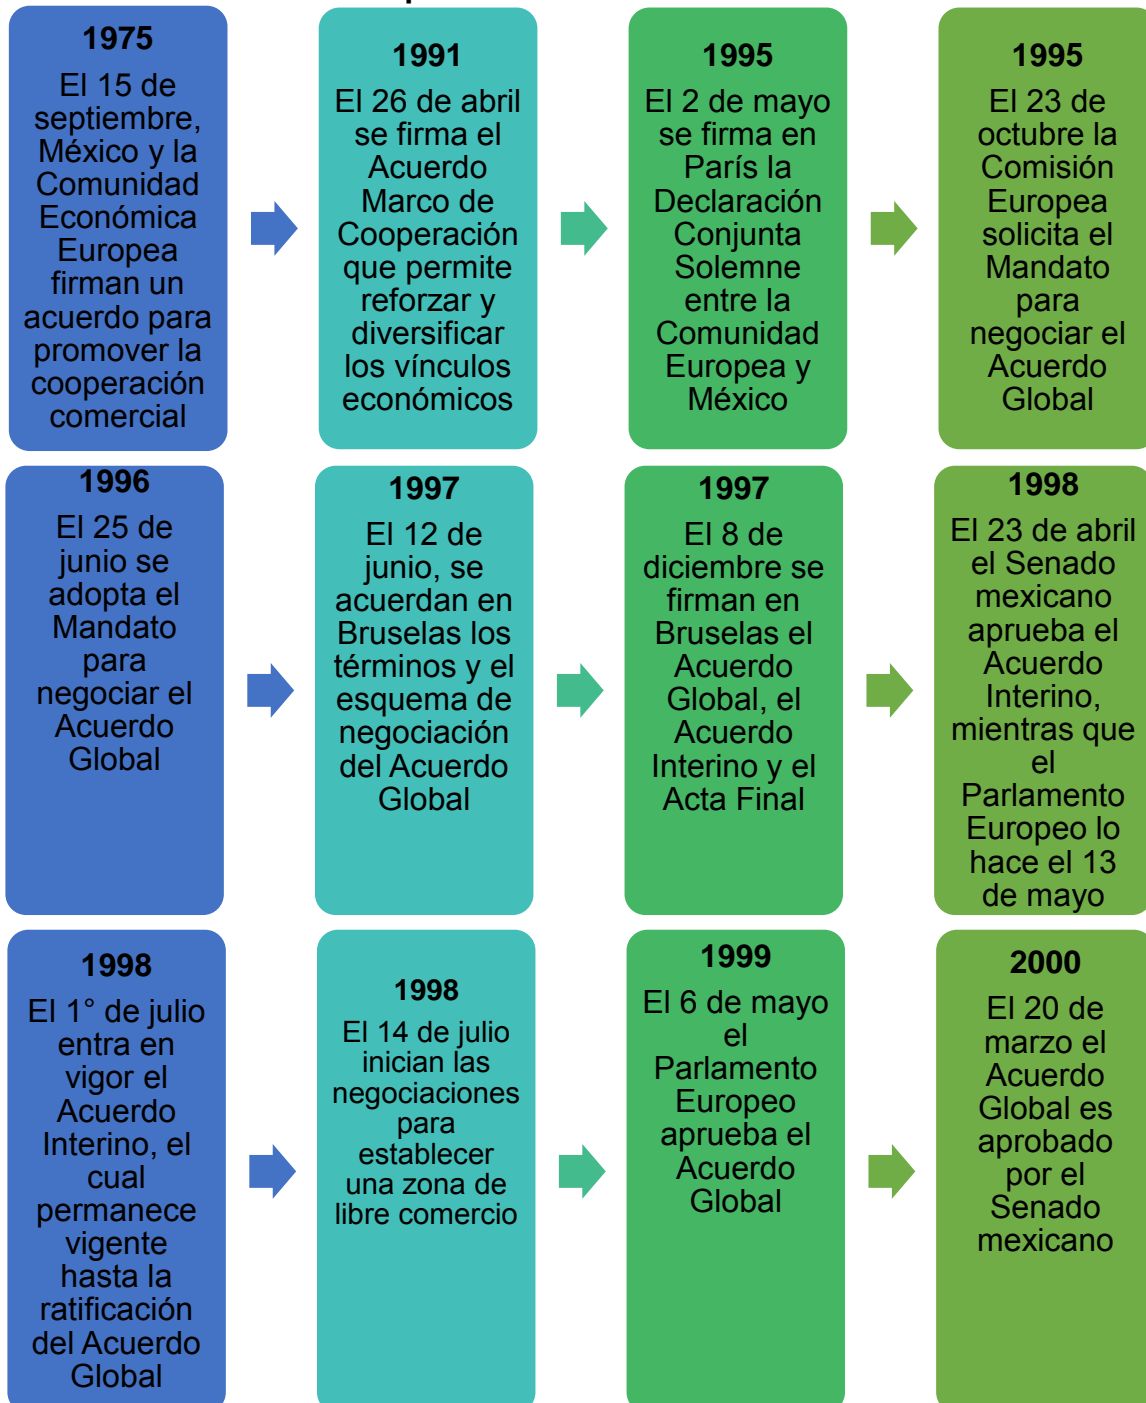 1975
El 15 de
septiembre,
México y la
Comunidad
Económica
Europea
firman un
acuerdo para
promover la
cooperación
comercial
1991
El 26 de abril
se firma el
Acuerdo
Marco de
Cooperación
que permite
reforzar y
diversificar
los vínculos
económicos
1995
El 2 de mayo
se firma en
París la
Declaración
Conjunta
Solemne
entre la
Comunidad
Europea y
México
1995
El 23 de
octubre la
Comisión
Europea
solicita el
Mandato
para
negociar el
Acuerdo
Global
1996
El 25 de
junio se
adopta el
Mandato
para
negociar el
Acuerdo
Global
1997
El 12 de
junio, se
acuerdan en
Bruselas los
términos y el
esquema de
negociación
del Acuerdo
Global
1997
El 8 de
diciembre se
firman en
Bruselas el
Acuerdo
Global, el
Acuerdo
Interino y el
Acta Final
1998
El 23 de abril
el Senado
mexicano
aprueba el
Acuerdo
Interino,
mientras que
el
Parlamento
Europeo lo
hace el 13
de mayo
1998
El 1° de julio
entra en
vigor el
Acuerdo
Interino, el
cual
permanece
vigente
hasta la
ratificación
del Acuerdo
Global
1998
El 14 de julio
inician las
negociaciones
para
establecer
una zona de
libre comercio
1999
El 6 de mayo
el
Parlamento
Europeo
aprueba el
Acuerdo
Global
2000
El 20 de
marzo el
Acuerdo
Global es
aprobado
por el
Senado
mexicano